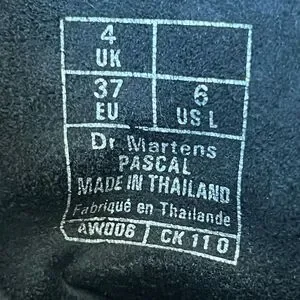 4
UK
37 6
EU US L
Dr. Martens
PASCAL
MADE IN THAILAND
Fabriqué en Thaïlande
AW006 CK 11 0